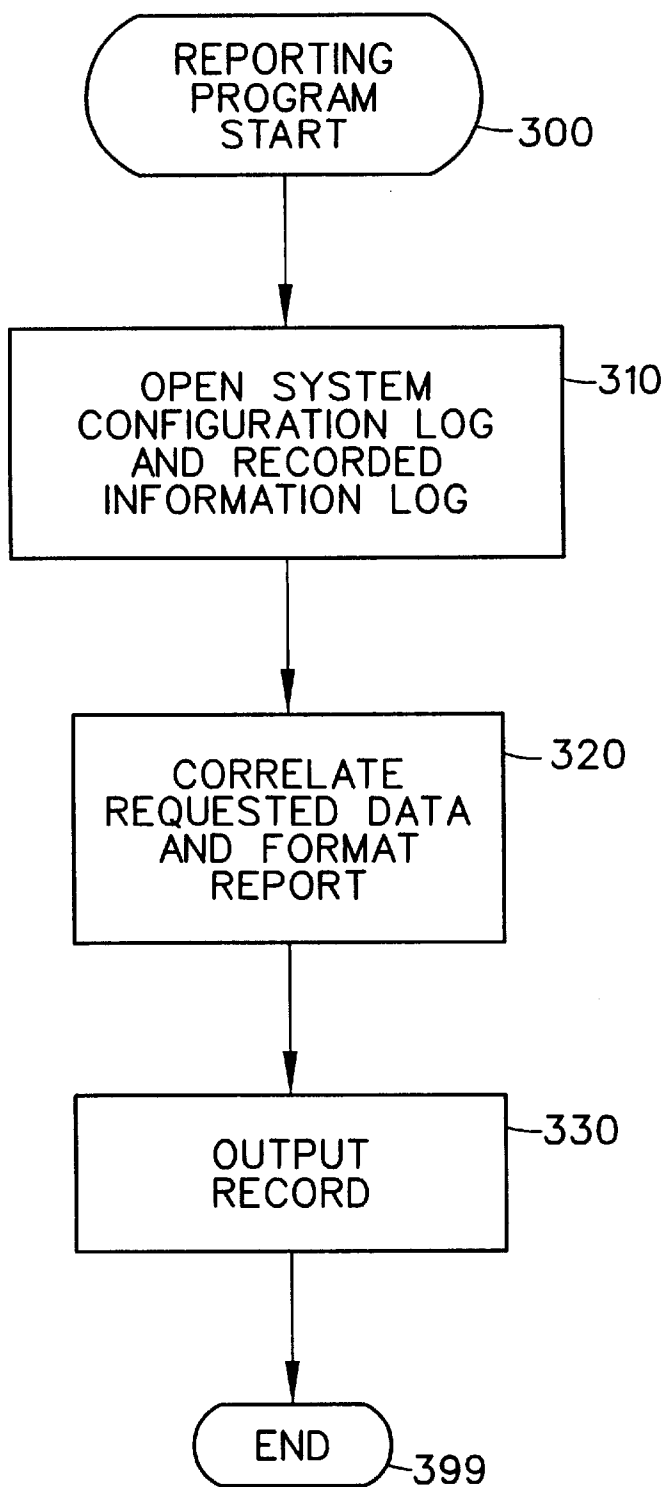 REPORTING
PROGRAM
START
300
OPEN SYSTEM
CONFIGURATION LOG
AND RECORDED
INFORMATION LOG
310
CORRELATE
REQUESTED DATA
AND FORMAT
REPORT
320
OUTPUT
RECORD
330
END
399